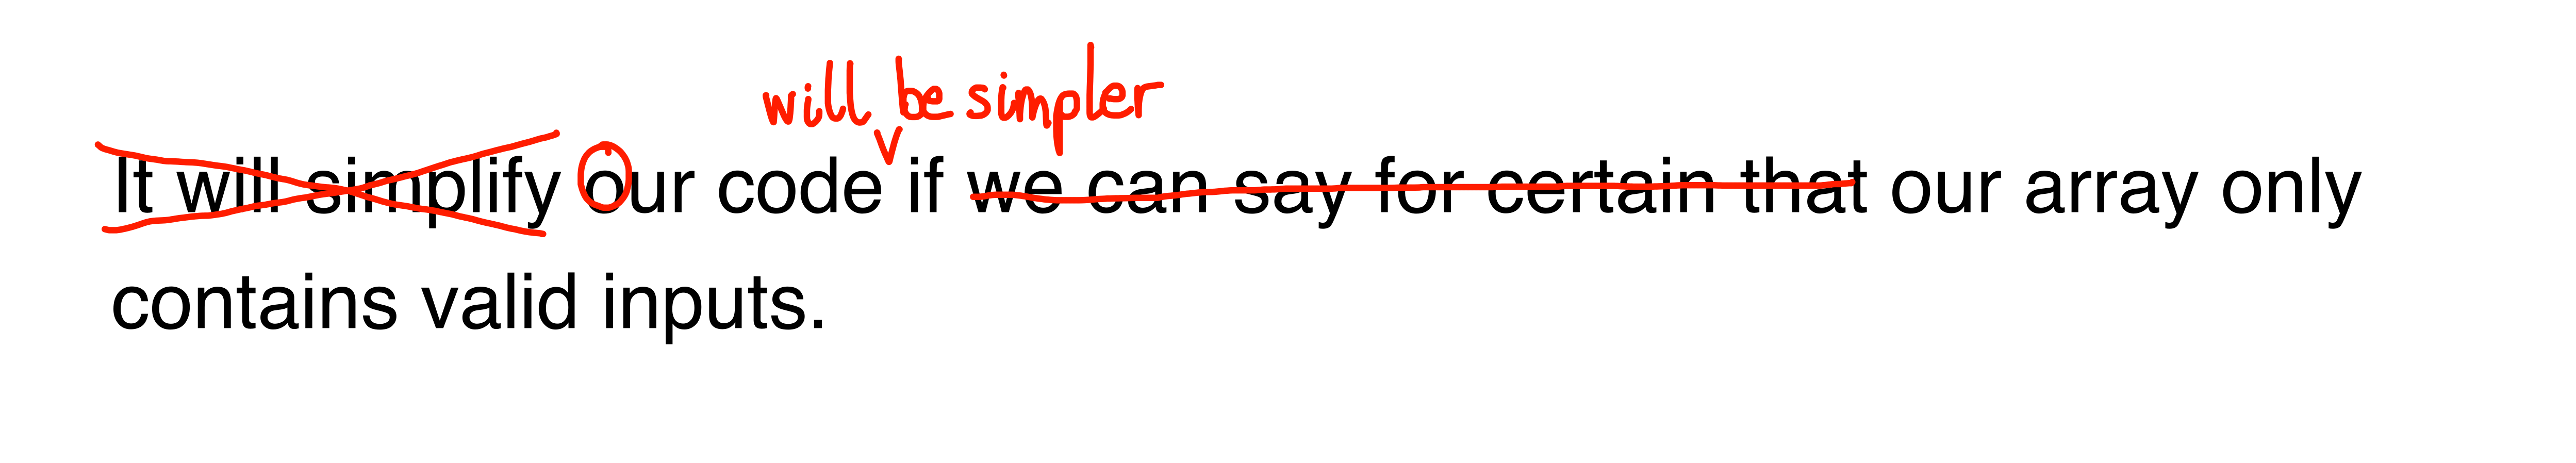 will be simpler
It will simplify our code if we can say for certain that our array only
contains valid inputs.